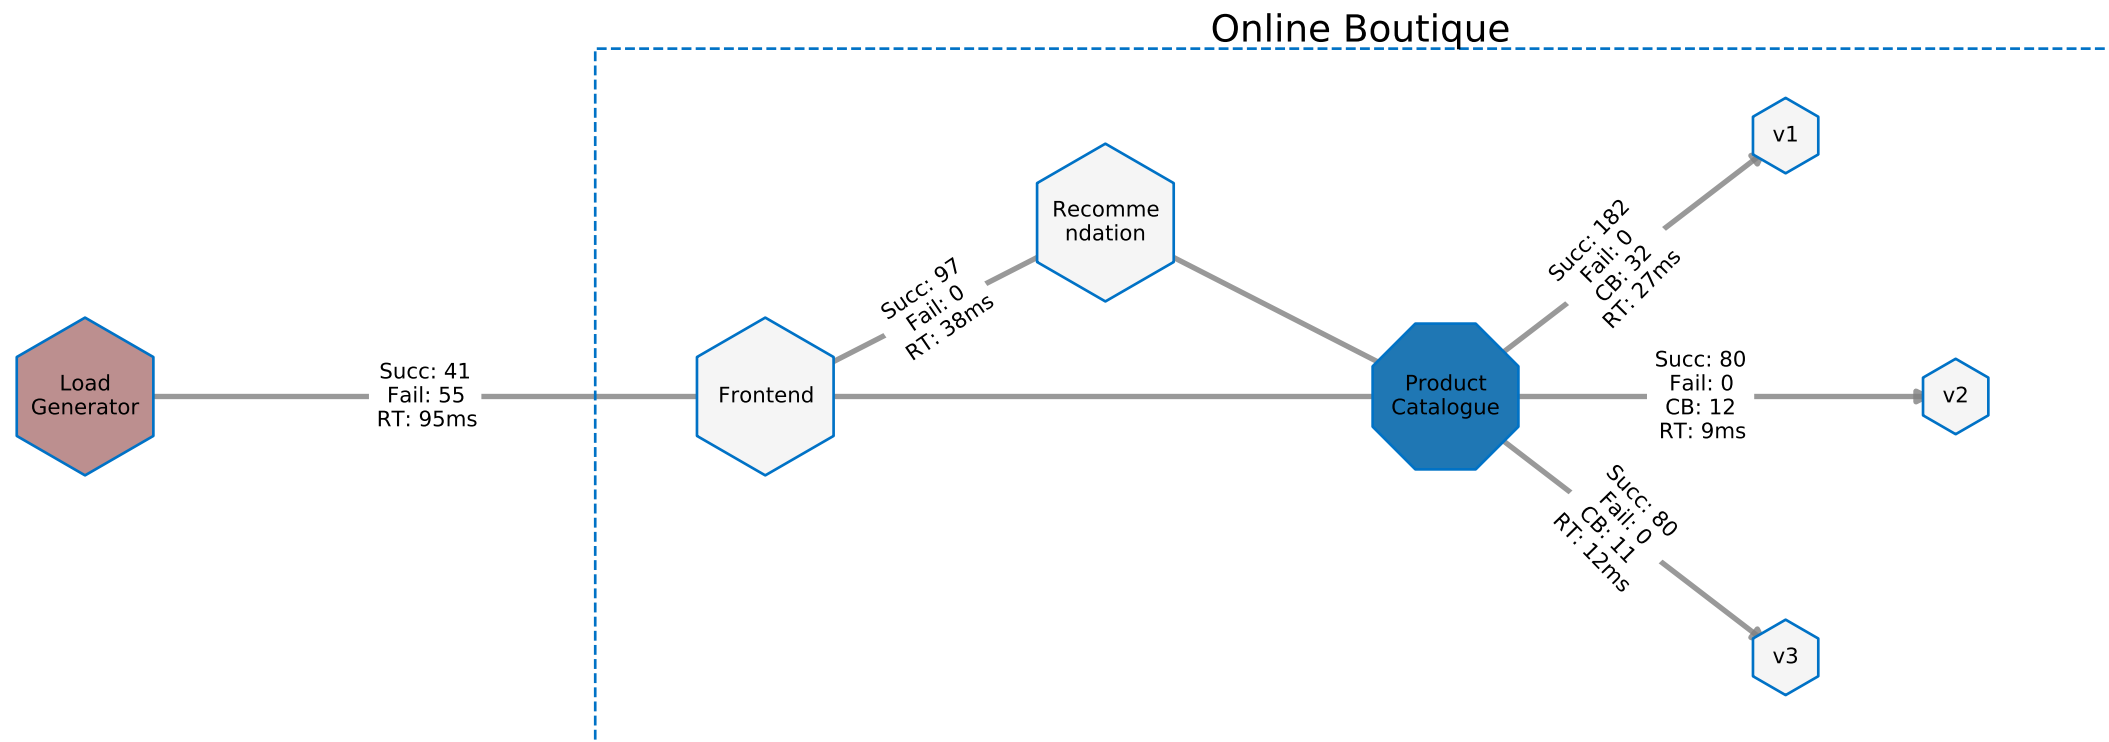 Online Boutique
Load
Generator
Succ: 41
Fail: 55
RT: 95ms
Frontend
Succ: 97
Fail: 0
RT: 38ms
Recomme
ndation
Product
Catalogue
Succ: 182
Fail: 0
CB: 32
RT: 27ms
v1
Succ: 80
Fail: 0
CB: 12
RT: 9ms
v2
Succ: 80
Fail: 0
CB: 11
RT: 12ms
v3